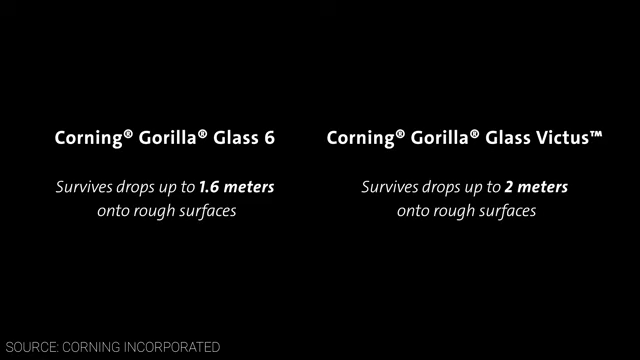 Corning® Gorilla® Glass 6
Survives drops up to 1.6 meters
onto rough surfaces
Corning® Gorilla® Glass Victus™
Survives drops up to 2 meters
onto rough surfaces
SOURCE: CORNING INCORPORATED